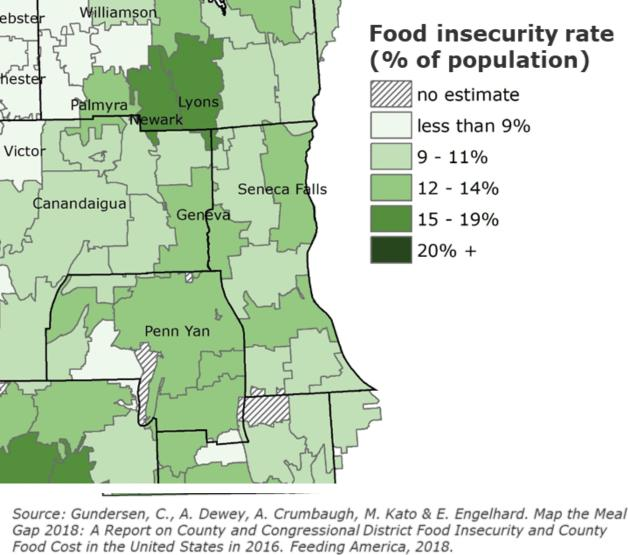 Williamson
ebster
hester
Palmyra
Lyons
Newark
Victor
Canandaigua
Geneva
Seneca Falls
Penn Yan
Food insecurity rate
(% of population)
no estimate
less than 9%
9 - 11%
12 - 14%
15 - 19%
20% +
Source: Gundersen, C., A. Dewey, A. Crumbaugh, M. Kato & E. Engelhard. Map the Meal
Gap 2018: A Report on County and Congressional District Food Insecurity and County
Food Cost in the United States in 2016. Feeding America, 2018.